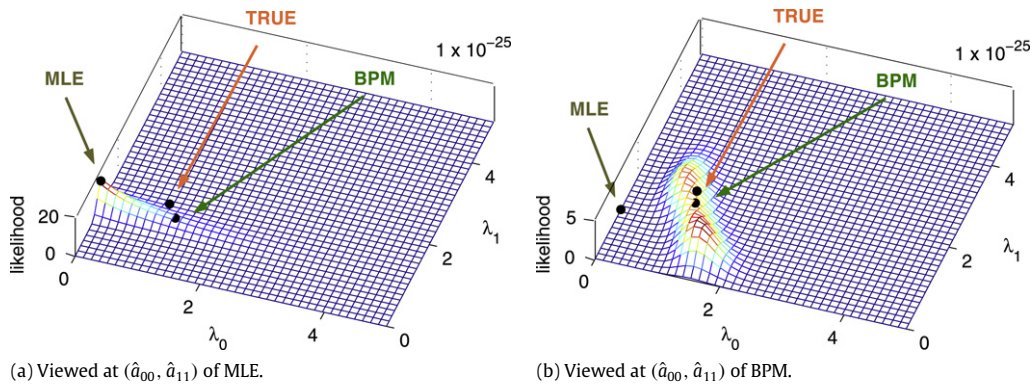 TRUE
1 x 10⁻²⁵
MLE
BPM
likelihood
20
0
0
2
4
0
2
4
λ₀
λ₁
(a) Viewed at (â₀₀, â₁₁) of MLE.
TRUE
1 x 10⁻²⁵
MLE
BPM
likelihood
5
0
0
2
4
0
2
4
λ₀
λ₁
(b) Viewed at (â₀₀, â₁₁) of BPM.